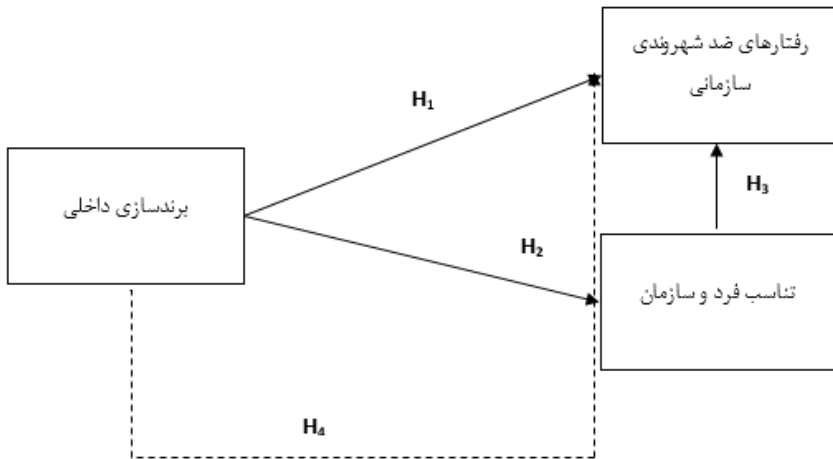 رفتارهای ضد شهروندی
سازمانی
H₁
برندسازی داخلی
H₃
H₂
تناسب فرد و سازمان
H₄